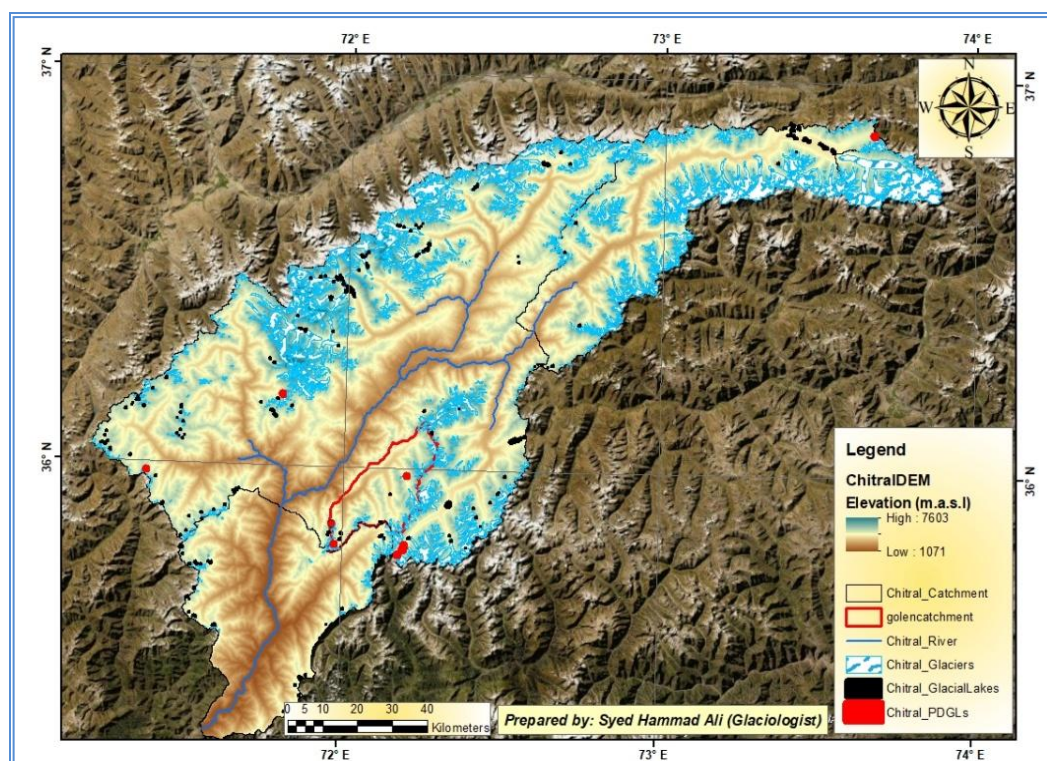 72° E
73° E
74° E
37° N
37° N
N
W
E
S
36° N
36° N
Legend
ChitralDEM
Elevation (m.a.s.l)
High : 7603
Low : 1071
Chitral_Catchment
golencatchment
Chitral_River
Chitral_Glaciers
Chitral_GlacialLakes
Chitral_PDGLs
0 5 10 20 30 40
Kilometers
Prepared by: Syed Hammad Ali (Glaciologist)
72° E
73° E
74° E